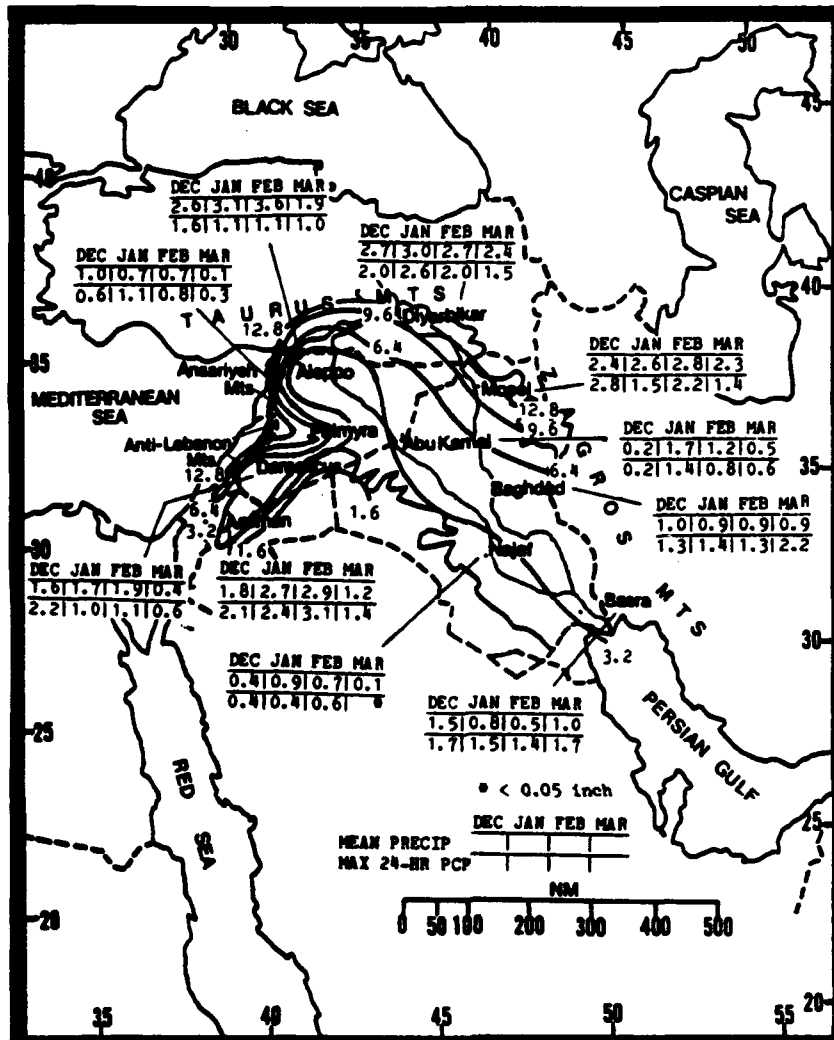 30 35 40 45 50
BLACK SEA
45
40
CASPIAN
SEA
DEC JAN FEB MAR
2.6|3.1|3.6|1.9
1.6|1.1|1.1|1.0
DEC JAN FEB MAR
2.7|3.0|2.7|2.4
2.0|2.6|2.0|1.5
DEC JAN FEB MAR
1.0|0.7|0.7|0.1
0.6|1.1|0.8|0.3
40
TAURUS MTS
12.8
9.6
Diyarbikar
6.4
35
Ansariyeh
Mts.
Aleppo
DEC JAN FEB MAR
2.4|2.6|2.8|2.3
2.8|1.5|2.2|1.4
MEDITERRANEAN
SEA
Mosul
12.8
9.6
ZAGROS MTS
Anti-Lebanon
Mts.
Palmyra
Abu Kamal
DEC JAN FEB MAR
0.2|1.7|1.2|0.5
0.2|1.4|0.8|0.6
12.8
Damascus
6.4
35
Baghdad
6.4
3.2
Amman
1.6
1.6
DEC JAN FEB MAR
1.0|0.9|0.9|0.9
1.3|1.4|1.3|2.2
30
Najaf
DEC JAN FEB MAR
1.6|1.7|1.9|0.4
2.2|1.0|1.1|0.6
DEC JAN FEB MAR
1.8|2.7|2.9|1.2
2.1|2.4|3.1|1.4
Basra
30
3.2
DEC JAN FEB MAR
0.4|0.9|0.7|0.1
0.4|0.4|0.6| *
DEC JAN FEB MAR
1.5|0.8|0.5|1.0
1.7|1.5|1.4|1.7
25
RED SEA
PERSIAN GULF
* < 0.05 inch
DEC JAN FEB MAR
25
MEAN PRECIP
MAX 24-HR PCP
NM
20
0 50 100 200 300 400 500
20
35 40 45 50 55